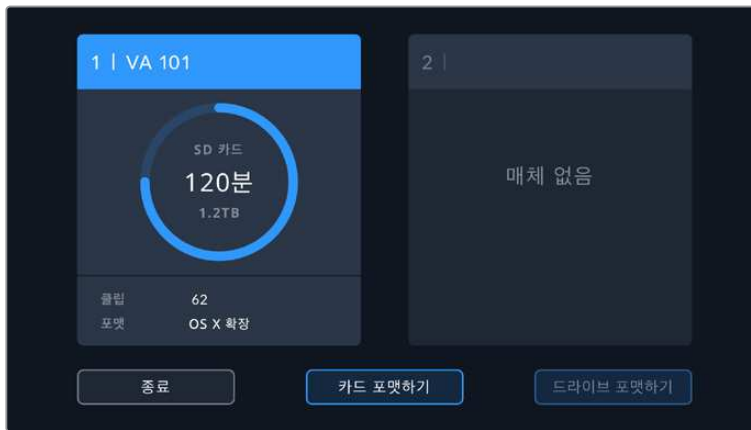 1 | VA 101
SD 카드
120분
1.2TB
클립 62
포맷 OS X 확장
2 |
매체 없음
종료
카드 포맷하기
드라이브 포맷하기